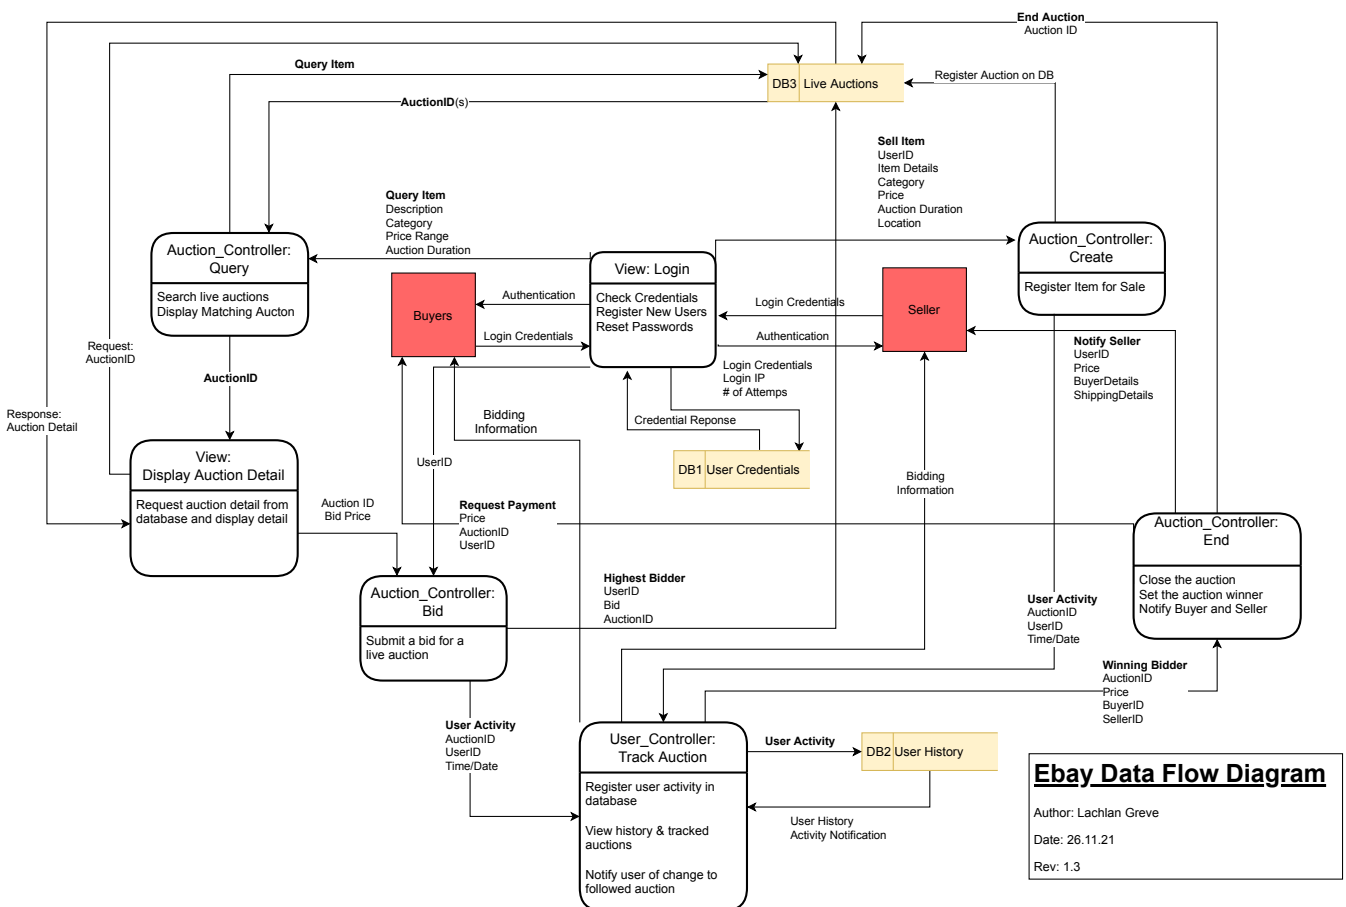 End Auction
Auction ID
Query Item
DB3 Live Auctions
Register Auction on DB
AuctionID(s)
Sell Item
UserID
Item Details
Category
Price
Auction Duration
Location
Query Item
Description
Category
Price Range
Auction Duration
Auction_Controller:
Query
Search live auctions
Display Matching Aucton
View: Login
Check Credentials
Register New Users
Reset Passwords
Auction_Controller:
Create
Register Item for Sale
Buyers
Authentication
Login Credentials
Login Credentials
Authentication
Seller
Request:
AuctionID
AuctionID
Login Credentials
Login IP
# of Attemps
Notify Seller
UserID
Price
BuyerDetails
ShippingDetails
Response:
Auction Detail
Bidding
Information
Credential Reponse
UserID
DB1 User Credentials
Bidding
Information
View:
Display Auction Detail
Request auction detail from
database and display detail
Auction ID
Bid Price
Request Payment
Price
AuctionID
UserID
Auction_Controller:
End
Close the auction
Set the auction winner
Notify Buyer and Seller
Auction_Controller:
Bid
Submit a bid for a
live auction
Highest Bidder
UserID
Bid
AuctionID
User Activity
AuctionID
UserID
Time/Date
Winning Bidder
AuctionID
Price
BuyerID
SellerID
User Activity
AuctionID
UserID
Time/Date
User_Controller:
Track Auction
Register user activity in
database
View history & tracked
auctions
Notify user of change to
followed auction
User Activity
DB2 User History
User History
Activity Notification
Ebay Data Flow Diagram
Author: Lachlan Greve
Date: 26.11.21
Rev: 1.3